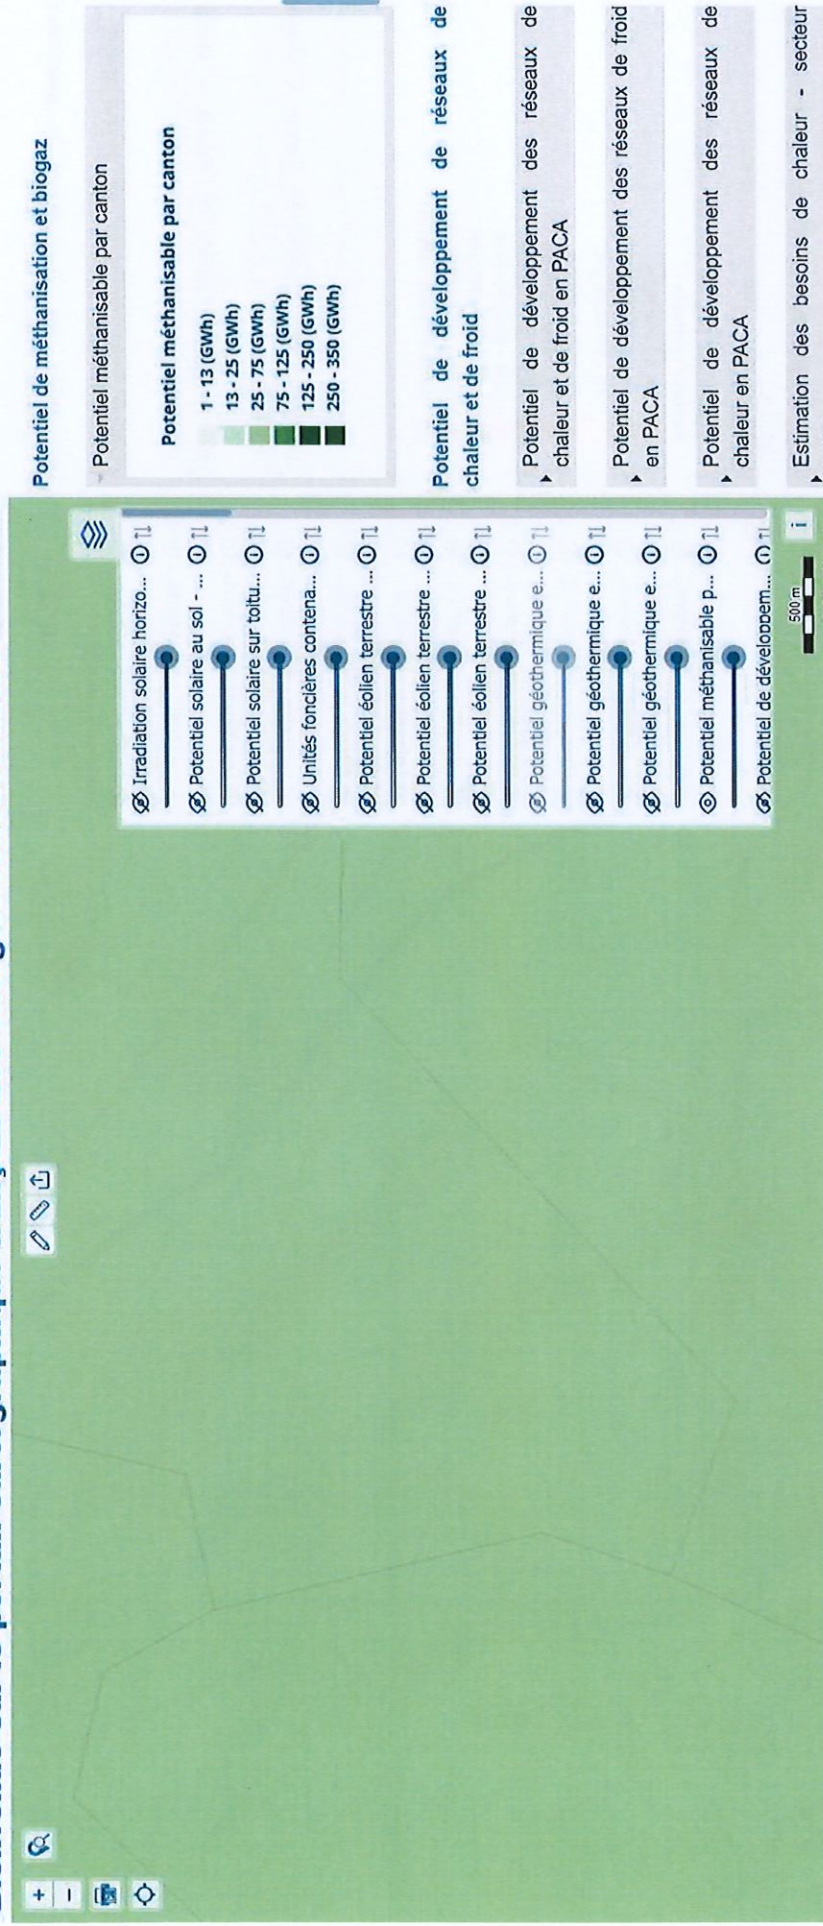 Potentiel de méthanisation et biogaz
Potentiel méthanisable par canton
Potentiel méthanisable par canton
1 - 13 (GWh)
13 - 25 (GWh)
25 - 75 (GWh)
75 - 125 (GWh)
125 - 250 (GWh)
250 - 350 (GWh)
Potentiel de développement de réseaux de
chaleur et de froid
Potentiel de développement des réseaux de
chaleur et de froid en PACA
Potentiel de développement des réseaux de froid
en PACA
Potentiel de développement des réseaux de
chaleur en PACA
Estimation des besoins de chaleur - secteur
Irradiation solaire horizo...
Potentiel solaire au sol - ...
Potentiel solaire sur toitu...
Unités foncières contena...
Potentiel éolien terrestre ...
Potentiel éolien terrestre ...
Potentiel éolien terrestre ...
Potentiel géothermique e...
Potentiel géothermique e...
Potentiel géothermique e...
Potentiel méthanisable p...
Potentiel de développem...
500 m